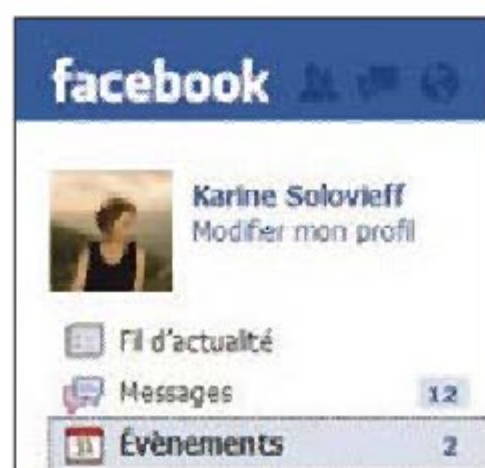 facebook
Karine Solovieff
Modifier mon profil
Fil d'actualité
Messages 12
Évènements 2